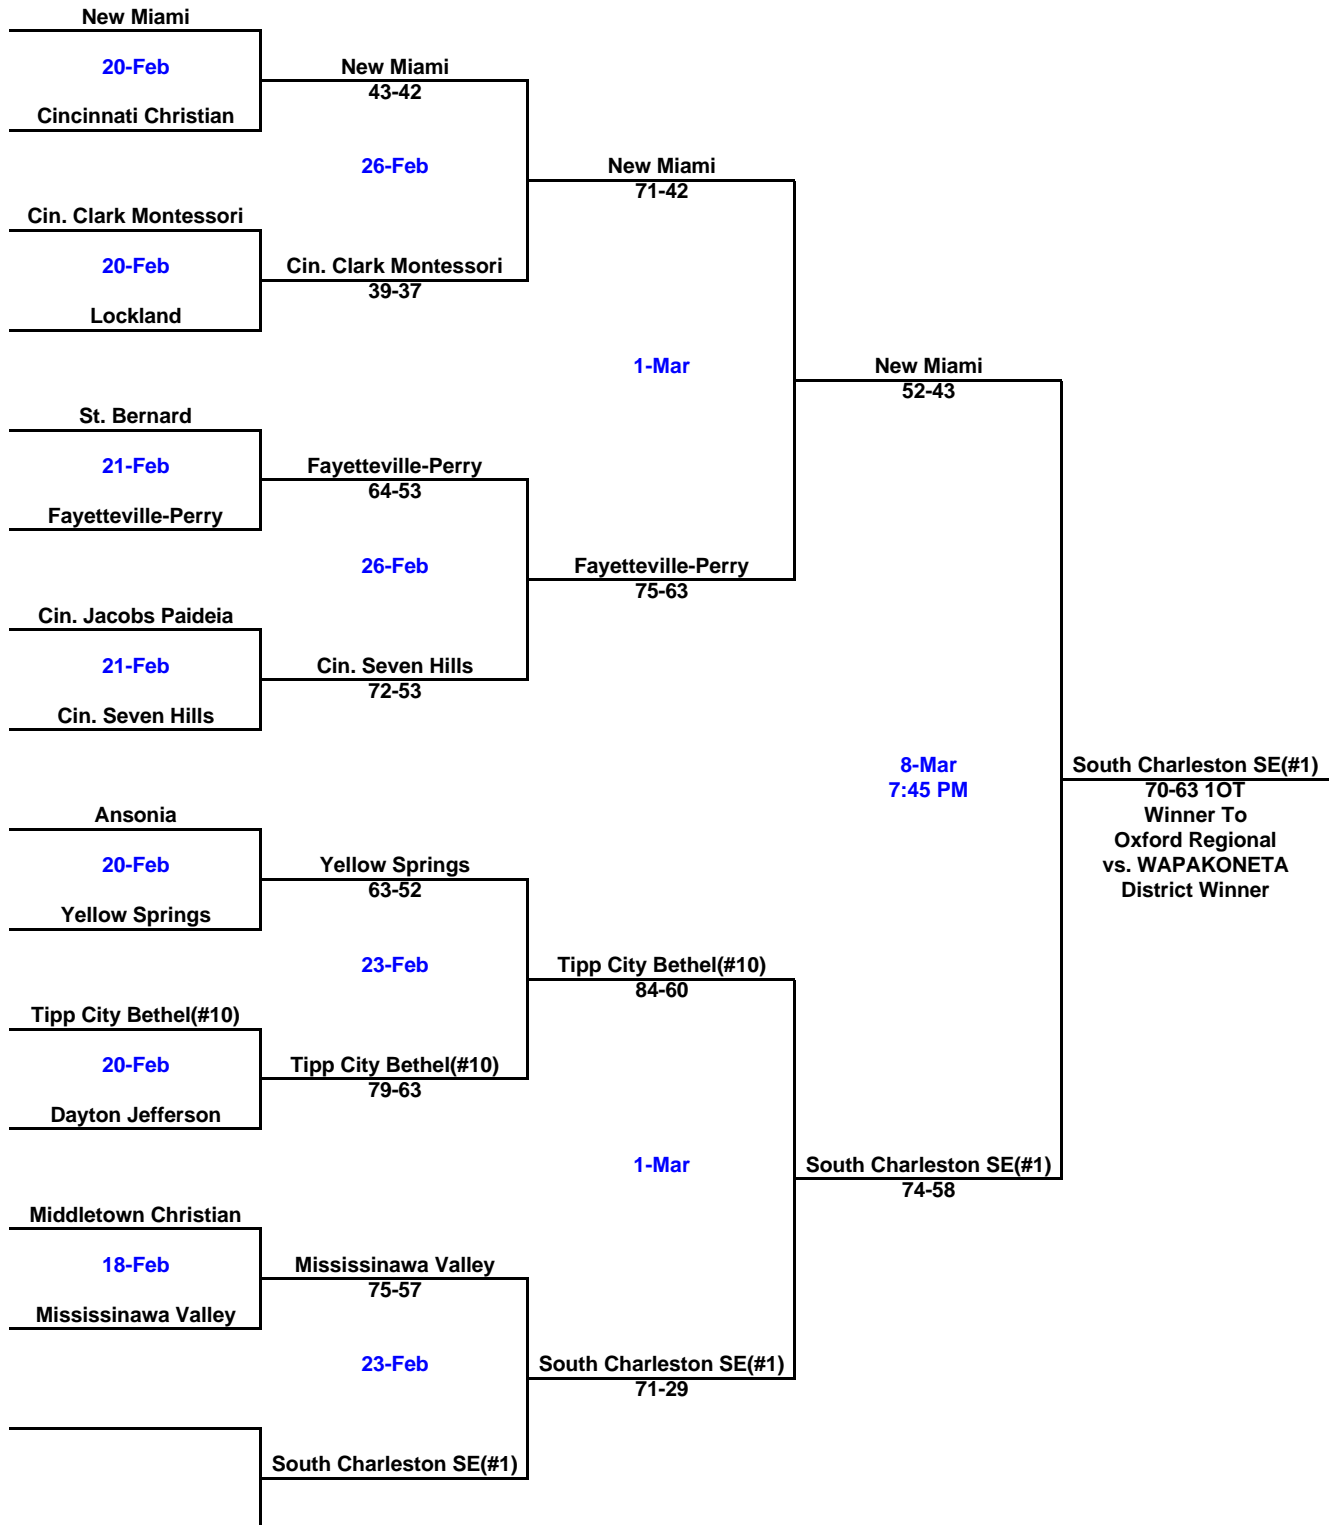 New Miami
20-Feb
New Miami
43-42
Cincinnati Christian
26-Feb
New Miami
71-42
Cin. Clark Montessori
20-Feb
Cin. Clark Montessori
39-37
Lockland
1-Mar
New Miami
52-43
St. Bernard
21-Feb
Fayetteville-Perry
64-53
Fayetteville-Perry
26-Feb
Fayetteville-Perry
75-63
Cin. Jacobs Paideia
21-Feb
Cin. Seven Hills
72-53
Cin. Seven Hills
8-Mar
7:45 PM
South Charleston SE(#1)
70-63 1OT
Winner To
Oxford Regional
vs. WAPAKONETA
District Winner
Ansonia
20-Feb
Yellow Springs
63-52
Yellow Springs
23-Feb
Tipp City Bethel(#10)
84-60
Tipp City Bethel(#10)
20-Feb
Tipp City Bethel(#10)
79-63
Dayton Jefferson
1-Mar
South Charleston SE(#1)
74-58
Middletown Christian
18-Feb
Mississinawa Valley
75-57
Mississinawa Valley
23-Feb
South Charleston SE(#1)
71-29
South Charleston SE(#1)